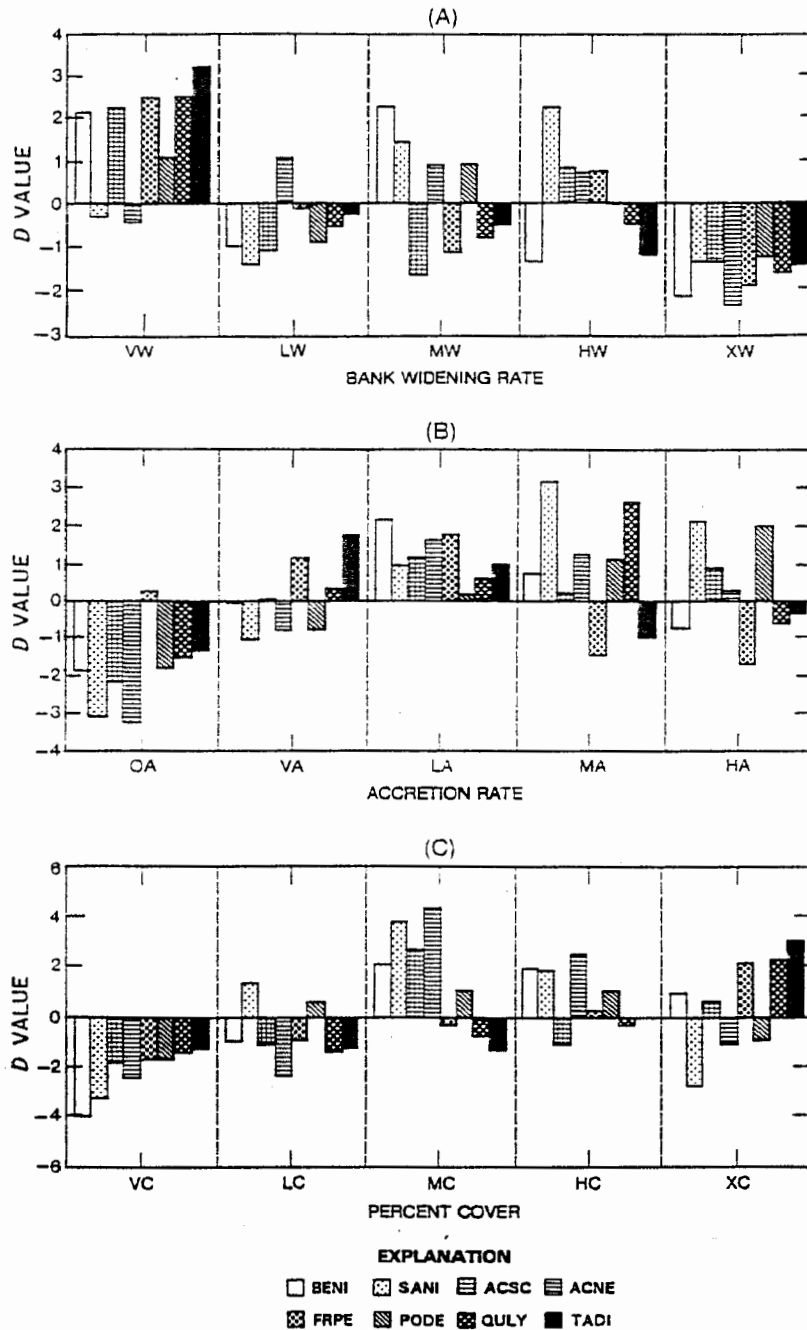 (A)
4
3
2
1
0
−1
−2
−3
D VALUE
VW LW MW HW XW
BANK WIDENING RATE
(B)
4
3
2
1
0
−1
−2
−3
−4
D VALUE
OA VA LA MA HA
ACCRETION RATE
(C)
6
4
2
0
−2
−4
−6
D VALUE
VC LC MC HC XC
PERCENT COVER
EXPLANATION
BENI SANI ACSC ACNE
FRPE PODE QULY TADI